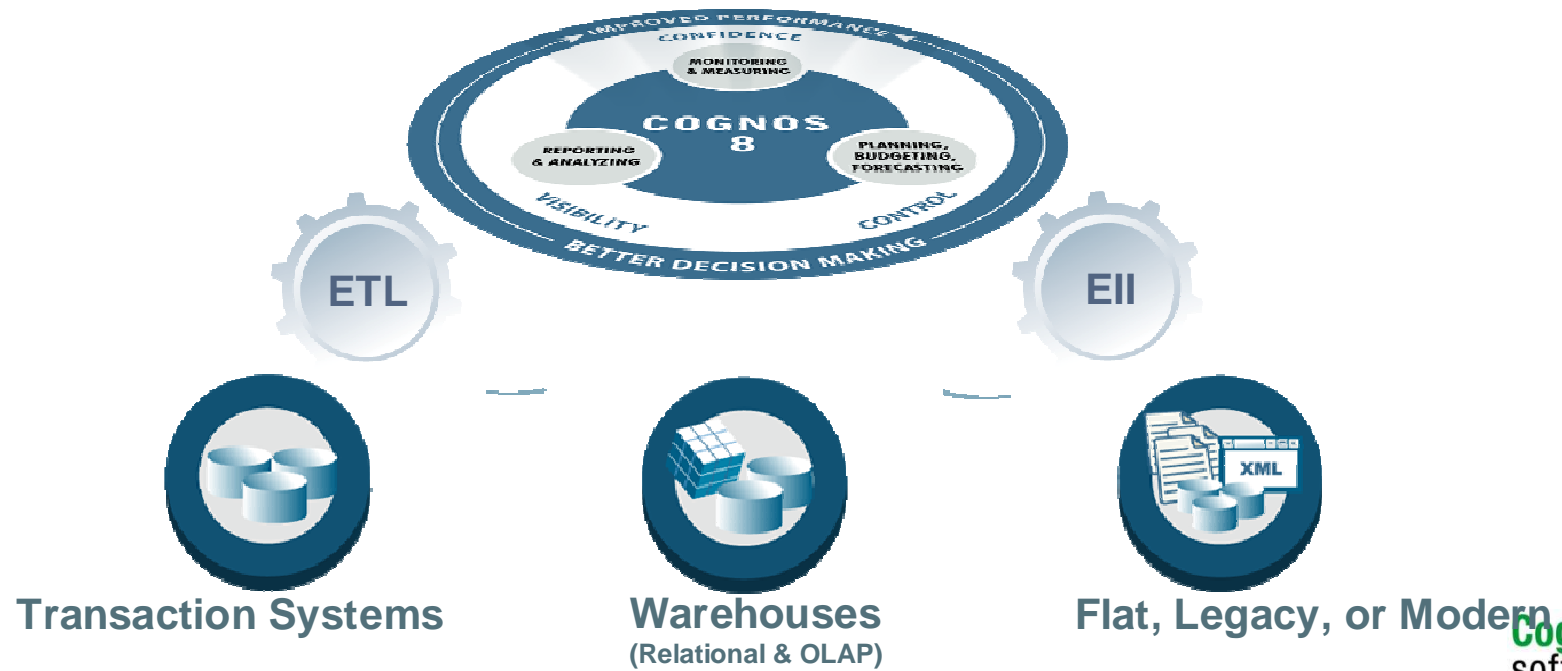 IMPROVED PERFORMANCE
CONFIDENCE
MONITORING
& MEASURING
COGNOS
8
REPORTING
& ANALYZING
PLANNING,
BUDGETING,
FORECASTING
VISIBILITY
CONTROL
BETTER DECISION MAKING
ETL
EII
XML
Transaction Systems
Warehouses
(Relational & OLAP)
Flat, Legacy, or Modern